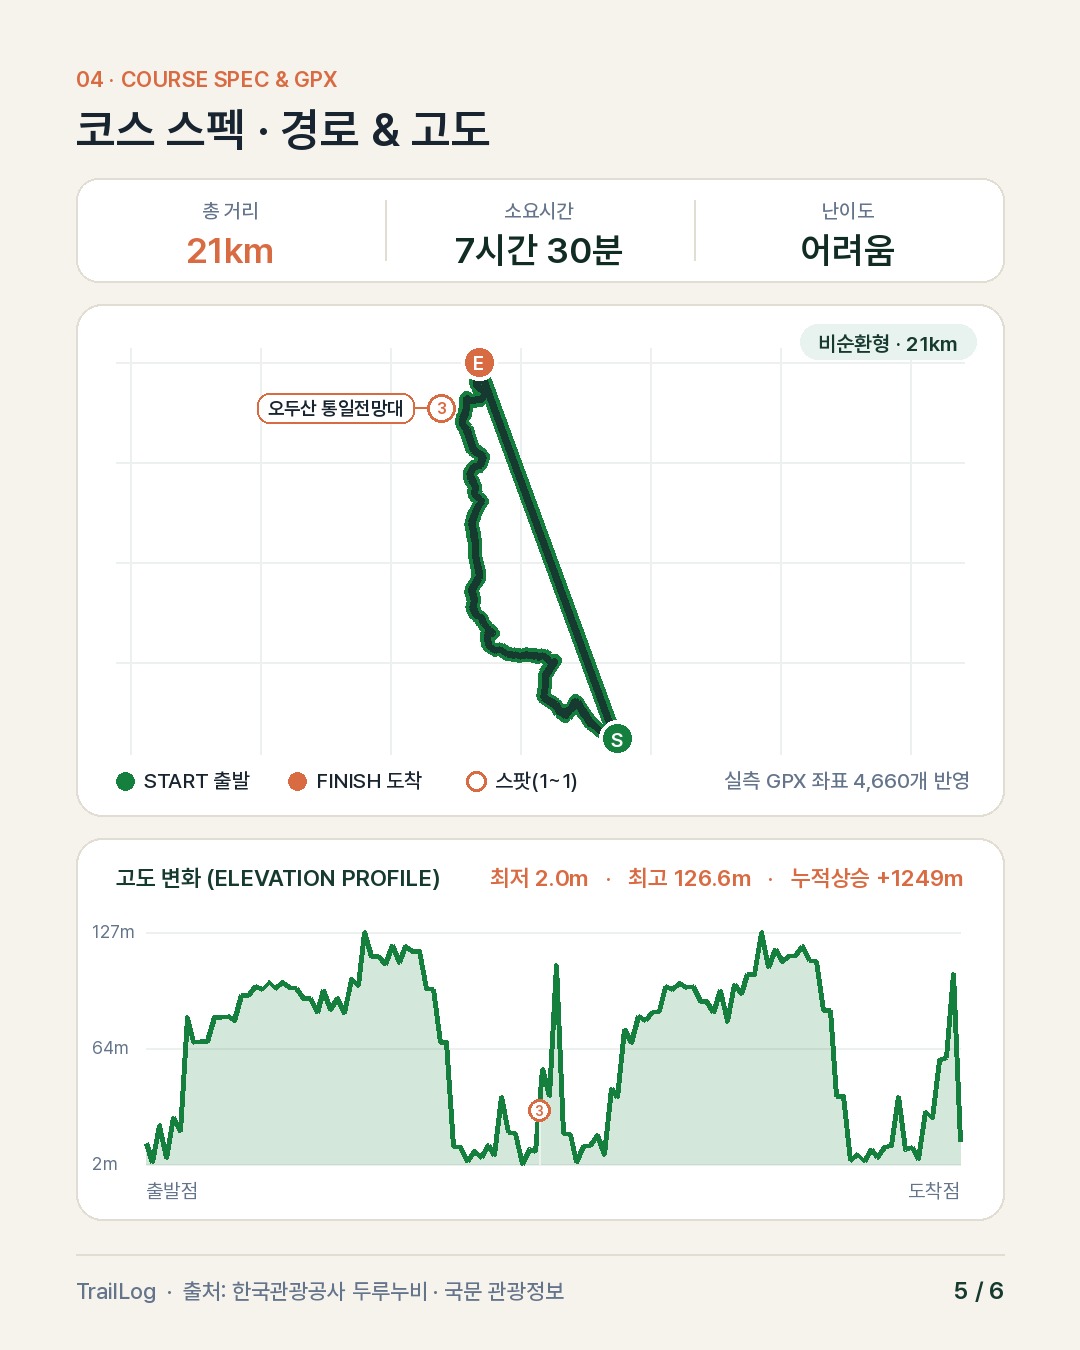 04 · COURSE SPEC & GPX
코스 스펙 · 경로 & 고도
총 거리
21km
소요시간
7시간 30분
난이도
어려움
비순환형 · 21km
E
오두산 통일전망대
3
S
START 출발
FINISH 도착
스팟(1~1)
실측 GPX 좌표 4,660개 반영
고도 변화 (ELEVATION PROFILE)
최저 2.0m · 최고 126.6m · 누적상승 +1249m
127m
64m
3
2m
출발점
도착점
TrailLog · 출처: 한국관광공사 두루누비 · 국문 관광정보
5 / 6